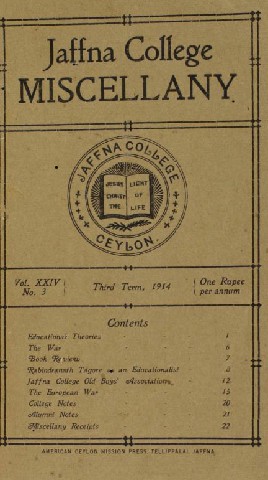 Jaffna College
MISCELLANY
JAFFNA COLLEGE
JESUS CHRIST THE
LIGHT OF LIFE
CEYLON
Vol. XXIV
No. 3
Third Term, 1914
One Rupee
per annum
Contents
Educational Theories 1
The War 6
Book Review 7
Rabindranath Tagore as an Educationalist 8
Jaffna College Old Boys' Association 12
The European War 15
College Notes 20
Alumni Notes 21
Miscellany Receipts 22
AMERICAN CEYLON MISSION PRESS TELLIPPALAI JAFFNA